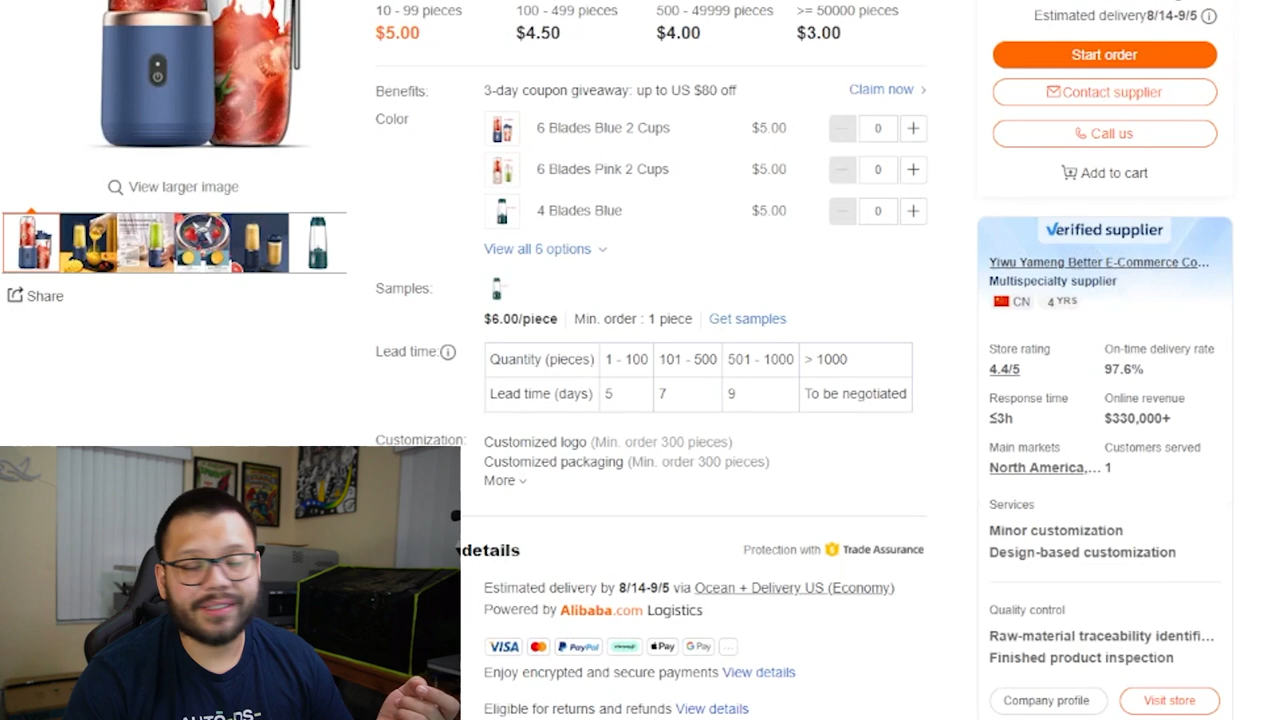 10 - 99 pieces
100 - 499 pieces
500 - 49999 pieces
>= 50000 pieces
$5.00
$4.50
$4.00
$3.00
Benefits:
3-day coupon giveaway: up to US $80 off
Claim now >
Color
6 Blades Blue 2 Cups
$5.00
0
6 Blades Pink 2 Cups
$5.00
0
4 Blades Blue
$5.00
0
View all 6 options
View larger image
Share
Samples:
$6.00/piece
Min. order : 1 piece
Get samples
Lead time:
Quantity (pieces) 1 - 100 101 - 500 501 - 1000 > 1000
Lead time (days) 5 7 9 To be negotiated
Customization:
Customized logo (Min. order 300 pieces)
Customized packaging (Min. order 300 pieces)
More
details
Protection with Trade Assurance
Estimated delivery by 8/14-9/5 via Ocean + Delivery US (Economy)
Powered by Alibaba.com Logistics
VISA
PayPal
Pay
G Pay
...
Enjoy encrypted and secure payments View details
Eligible for returns and refunds View details
Estimated delivery8/14-9/5
Start order
Contact supplier
Call us
Add to cart
Verified supplier
Yiwu Yameng Better E-Commerce Co...
Multispecialty supplier
CN 4 YRS
Store rating
On-time delivery rate
4.4/5
97.6%
Response time
Online revenue
≤3h
$330,000+
Main markets
Customers served
North America,...
1
Services
Minor customization
Design-based customization
Quality control
Raw-material traceability identifi...
Finished product inspection
Company profile
Visit store